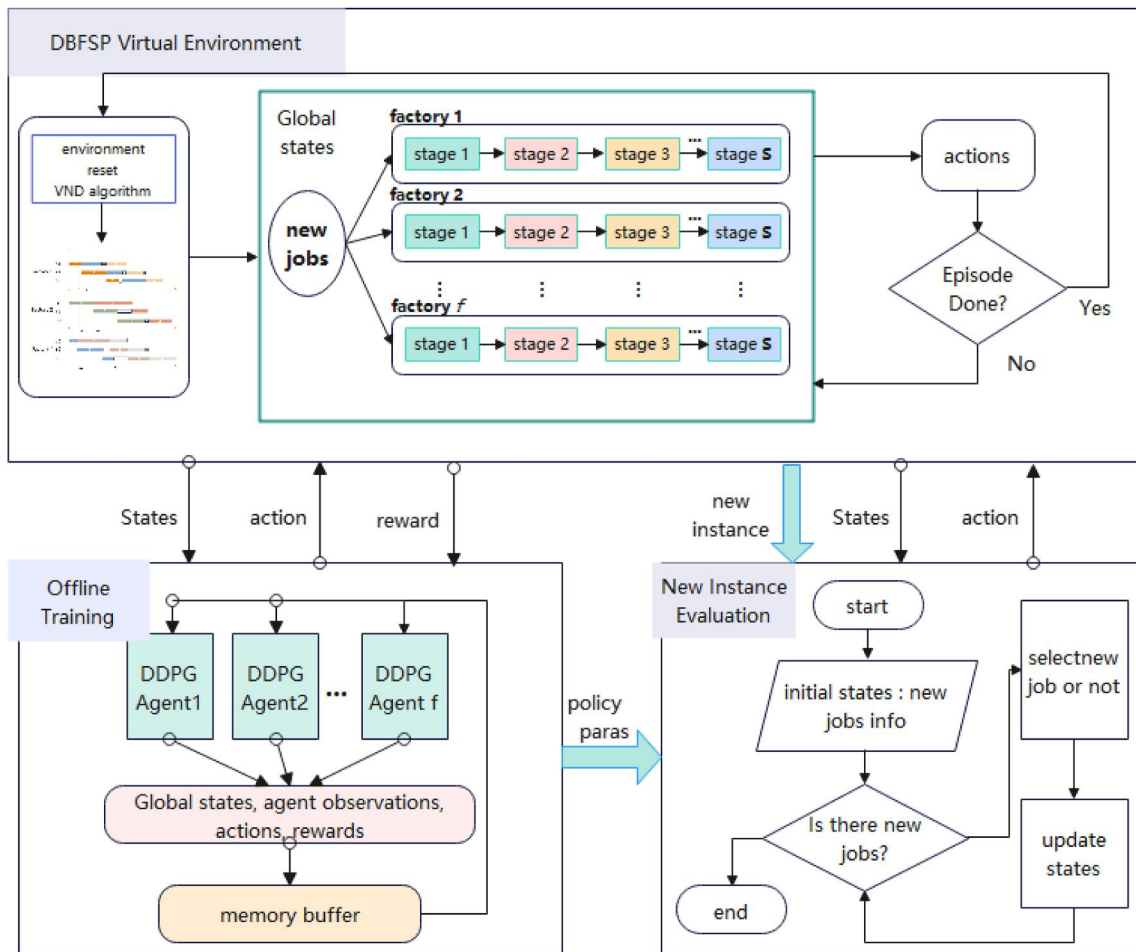 DBFSP Virtual Environment
environment
reset
VND algorithm
Global
states
new
jobs
factory 1
stage 1
stage 2
stage 3
...
stage S
factory 2
stage 1
stage 2
stage 3
...
stage S
factory f
stage 1
stage 2
stage 3
...
stage S
actions
Episode
Done?
Yes
No
States
action
reward
new
instance
States
action
Offline
Training
DDPG
Agent1
DDPG
Agent2
...
DDPG
Agent f
Global states, agent observations,
actions, rewards
memory buffer
policy
paras
New Instance
Evaluation
start
initial states : new
jobs info
Is there new
jobs?
end
selectnew
job or not
update
states